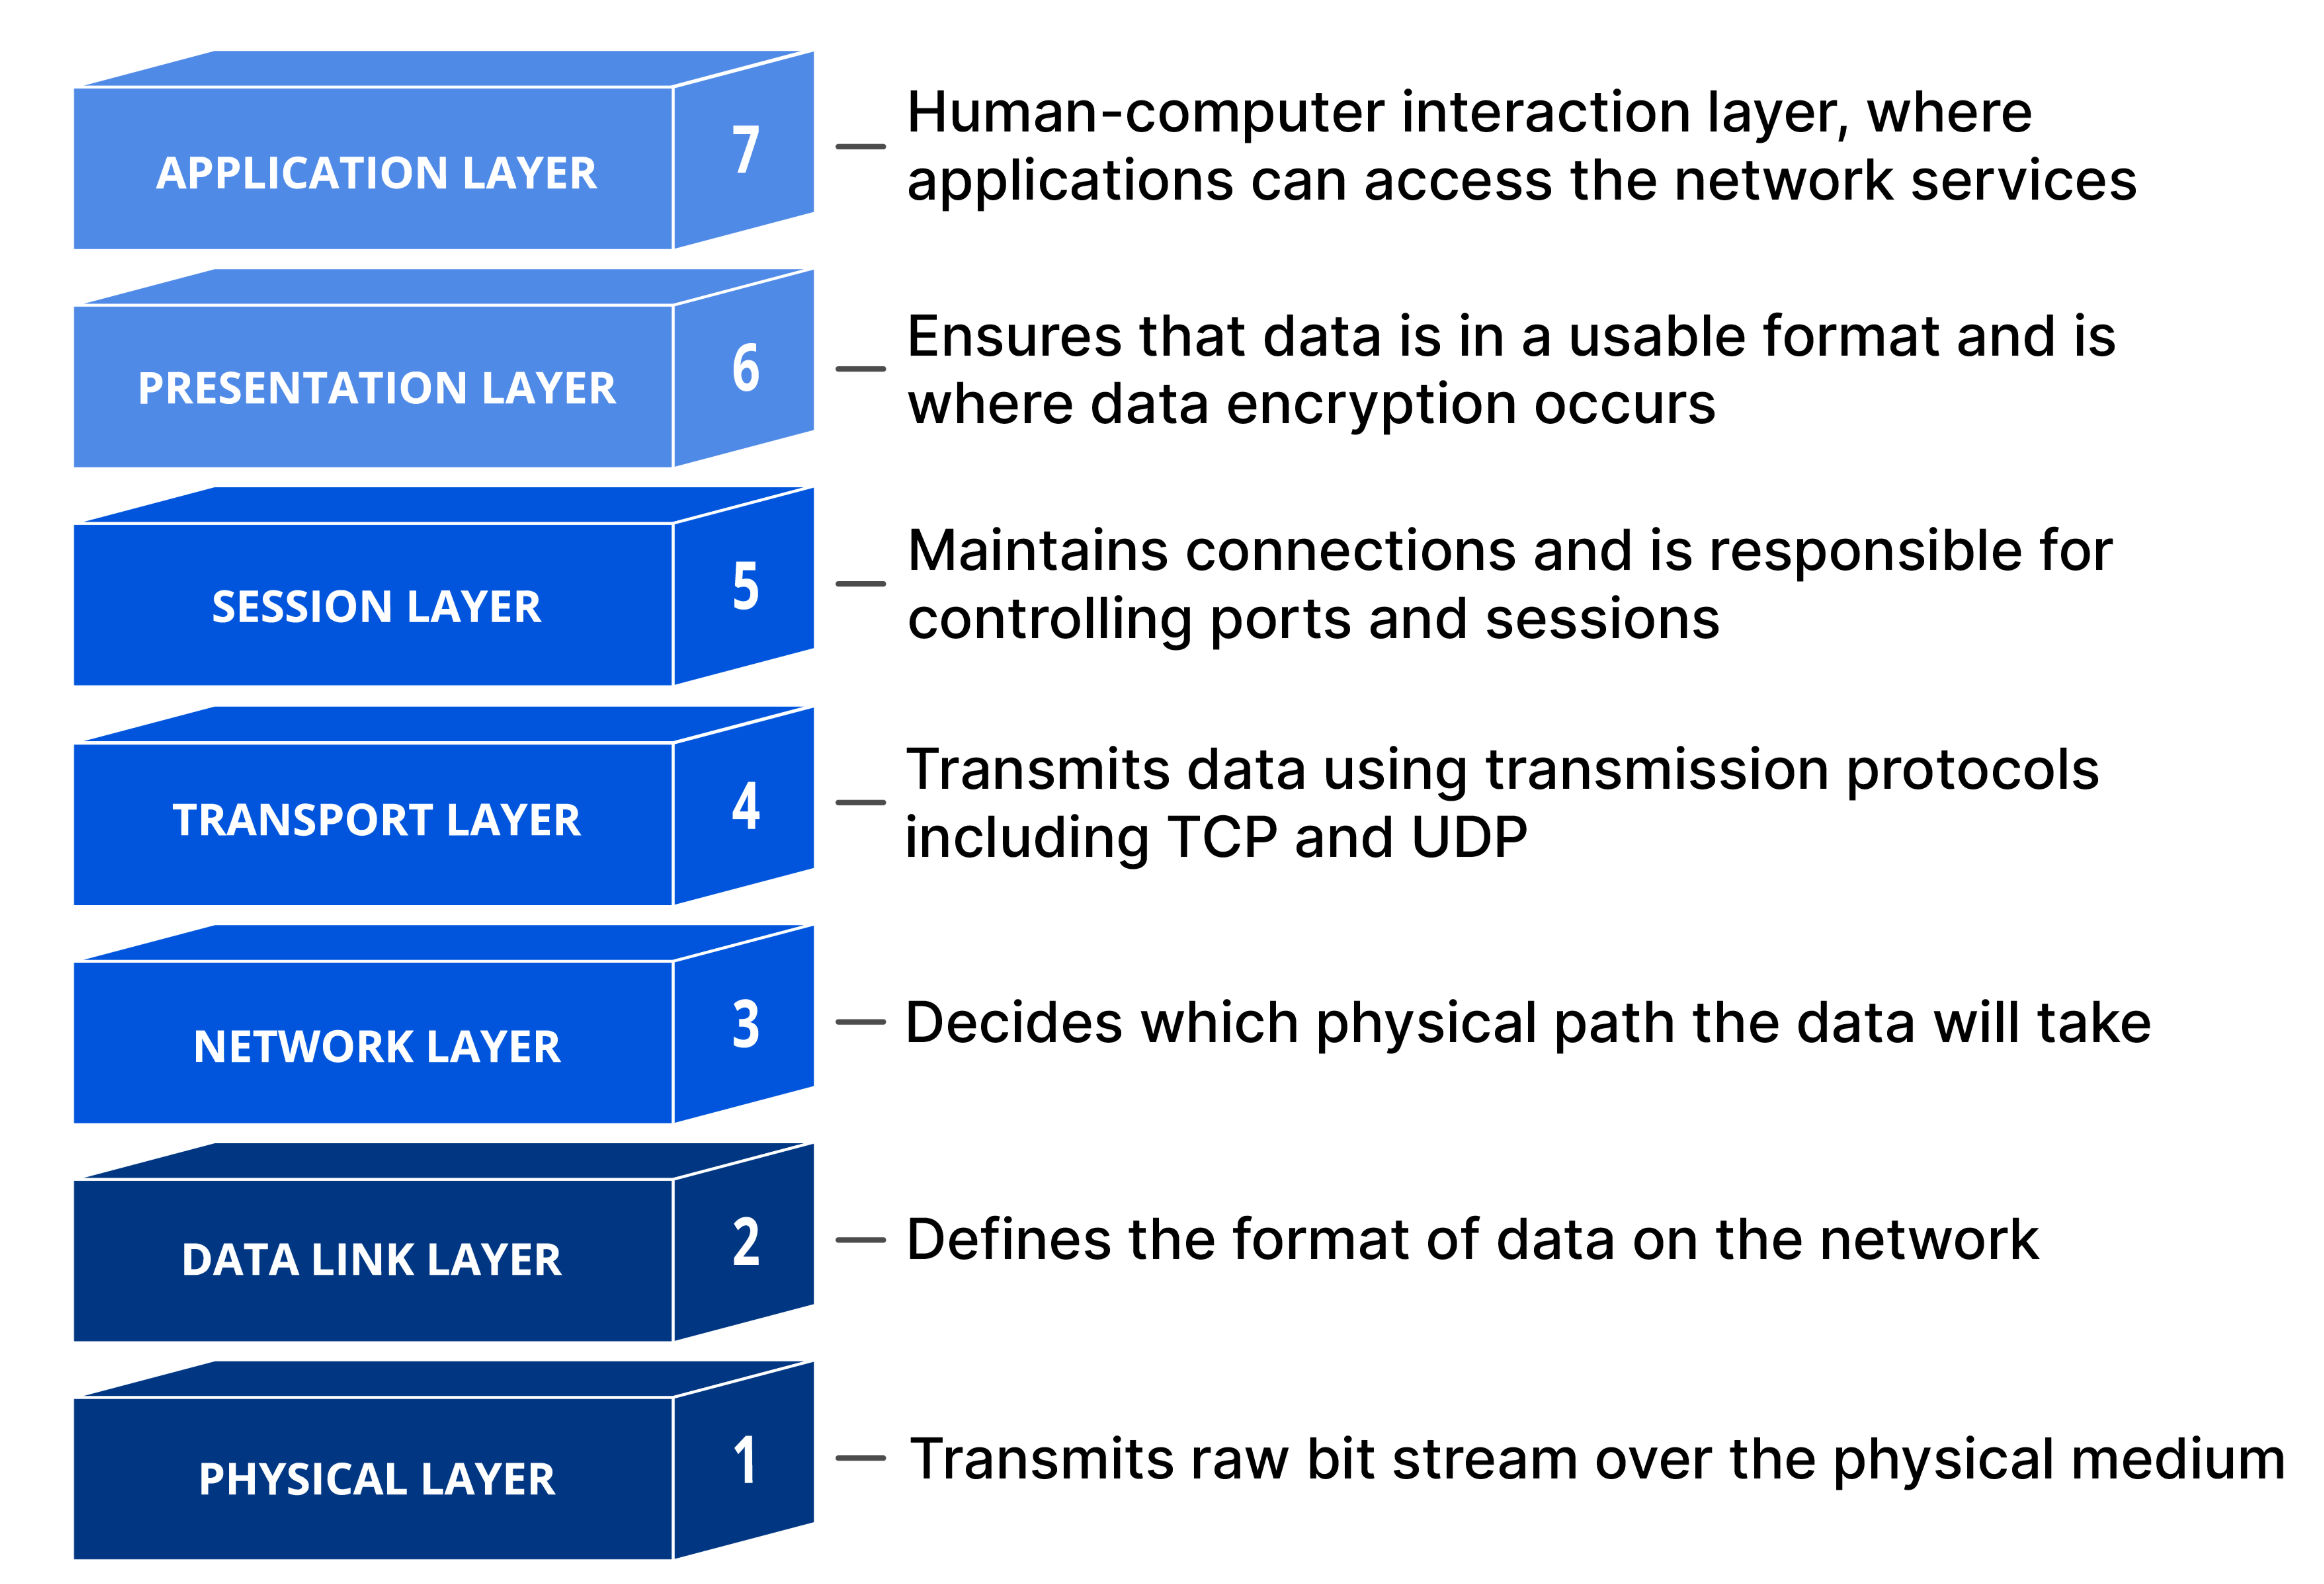 APPLICATION LAYER
7
Human-computer interaction layer, where
applications can access the network services
PRESENTATION LAYER
6
Ensures that data is in a usable format and is
where data encryption occurs
SESSION LAYER
5
Maintains connections and is responsible for
controlling ports and sessions
TRANSPORT LAYER
4
Transmits data using transmission protocols
including TCP and UDP
NETWORK LAYER
3
Decides which physical path the data will take
DATA LINK LAYER
2
Defines the format of data on the network
PHYSICAL LAYER
1
Transmits raw bit stream over the physical medium